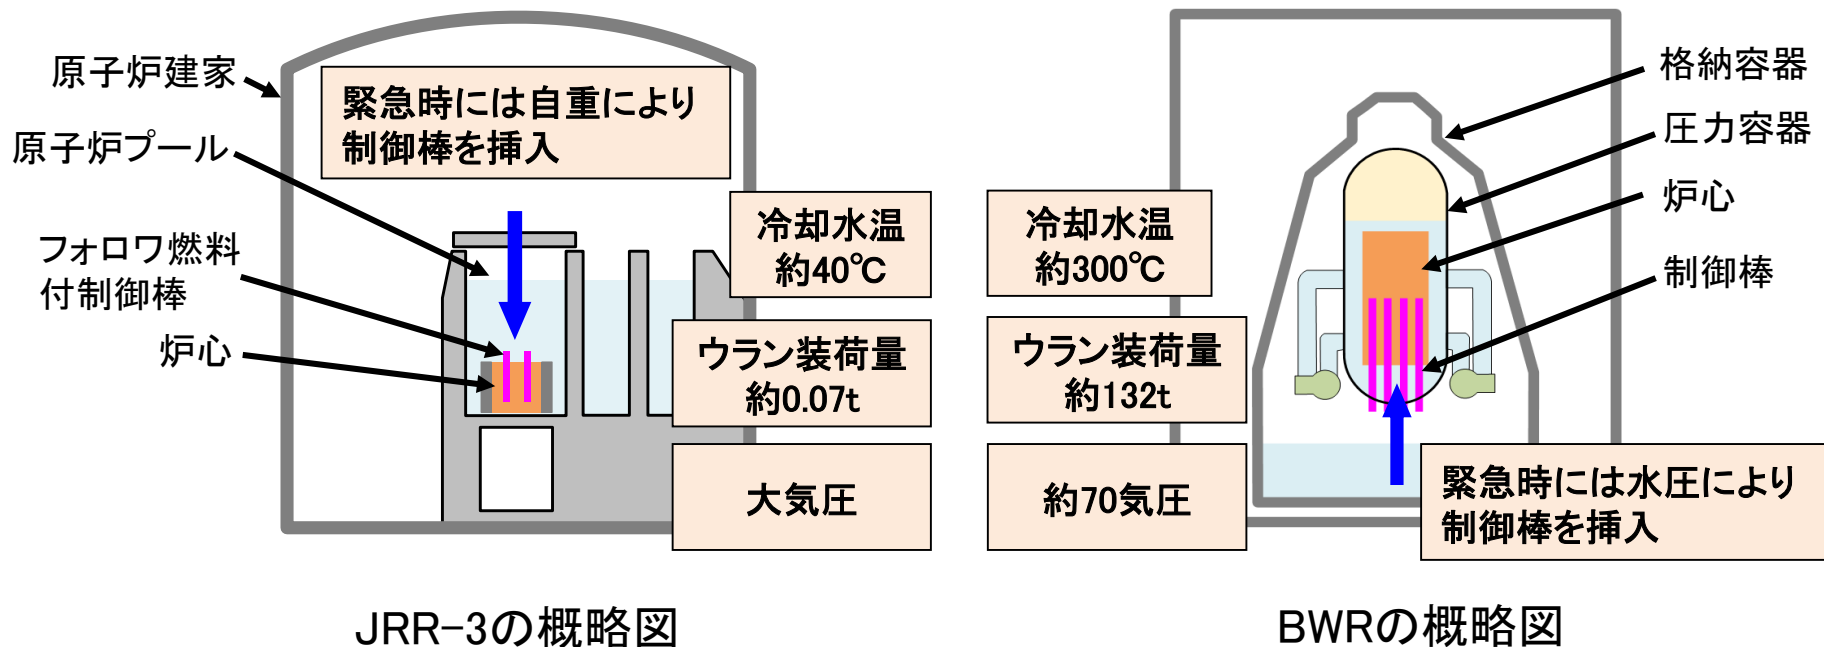 原子炉建家
原子炉プール
フォロワ燃料
付制御棒
炉心
緊急時には自重により
制御棒を挿入
冷却水温
約40℃
ウラン装荷量
約0.07t
大気圧
JRR-3の概略図
冷却水温
約300℃
ウラン装荷量
約132t
約70気圧
格納容器
圧力容器
炉心
制御棒
緊急時には水圧により
制御棒を挿入
BWRの概略図